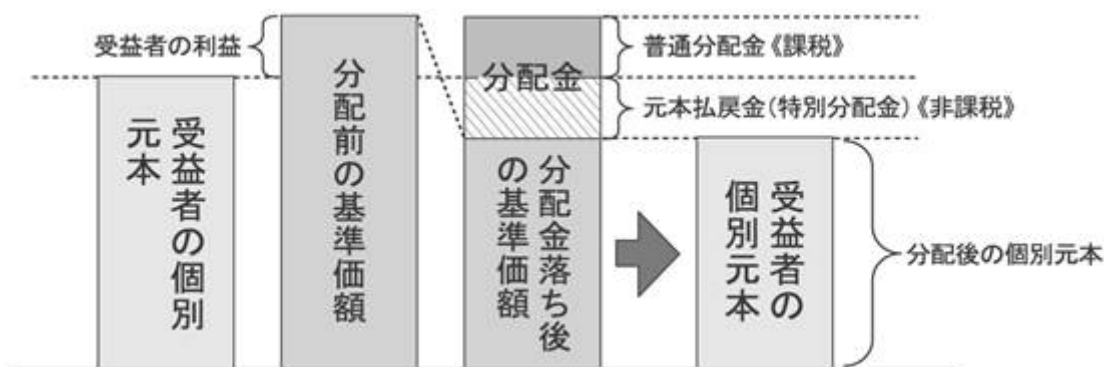 受益者の利益
受益者の個別
元本
分配前の基準価額
分配金
分配金落ち後
の基準価額
普通分配金《課税》
元本払戻金(特別分配金)《非課税》
受益者の
個別元本
分配後の個別元本